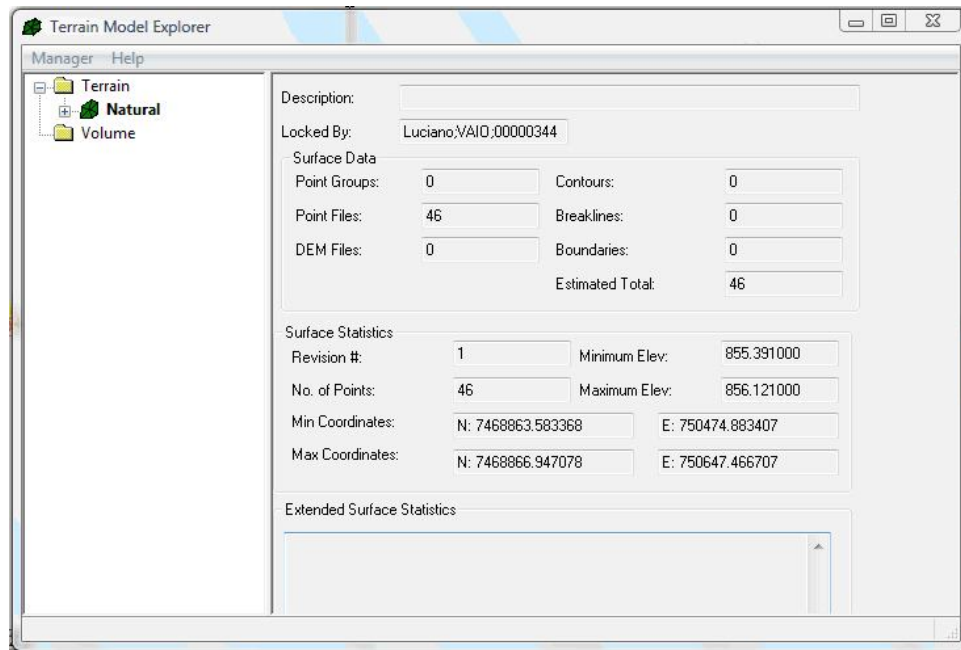 Terrain Model Explorer
Manager Help
Terrain
Natural
Volume
Description:
Locked By: Luciano;VAIO;00000344
Surface Data
Point Groups: 0 Contours: 0
Point Files: 46 Breaklines: 0
DEM Files: 0 Boundaries: 0
Estimated Total: 46
Surface Statistics
Revision #: 1 Minimum Elev: 855.391000
No. of Points: 46 Maximum Elev: 856.121000
Min Coordinates: N: 7468863.583368 E: 750474.883407
Max Coordinates: N: 7468866.947078 E: 750647.466707
Extended Surface Statistics